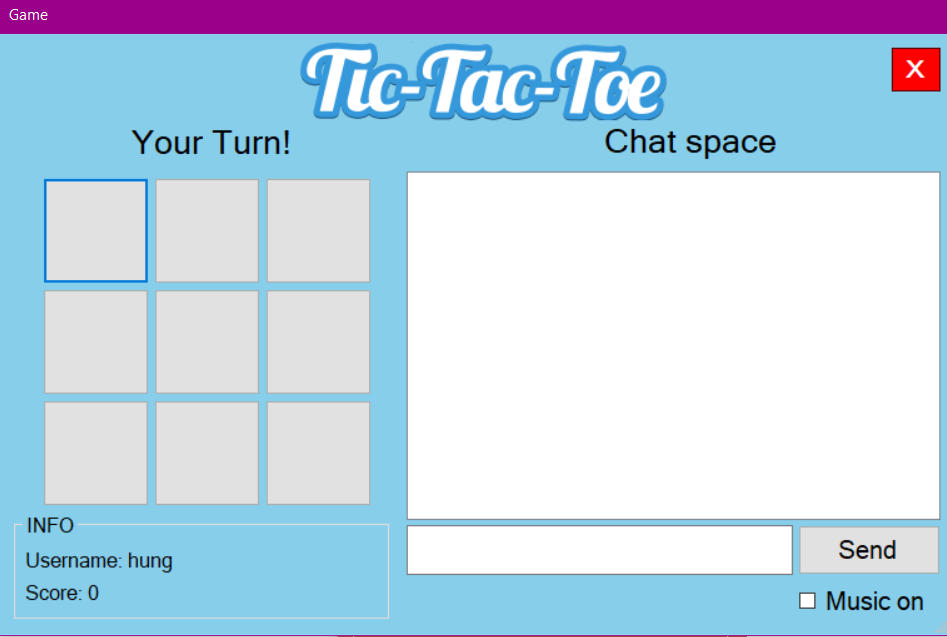 Game
Tic-Tac-Toe
X
Your Turn!
Chat space
INFO
Username: hung
Score: 0
Send
Music on